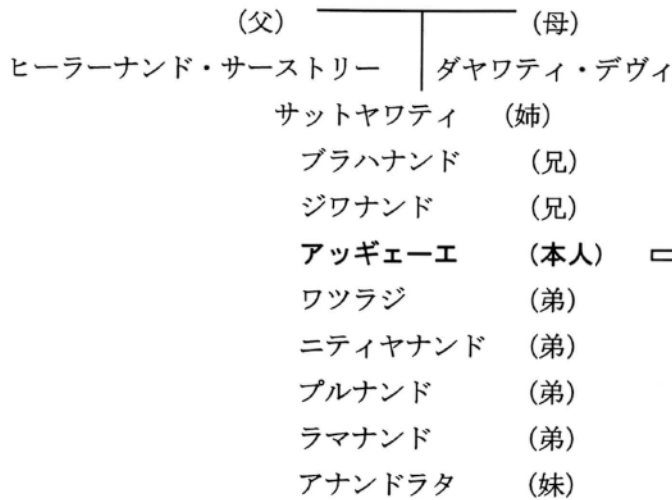 (父) (母)
ヒーラーナンド・サーストリー ダヤワティ・デヴィ
サットヤワティ (姉)
ブラハナンド (兄)
ジワナンド (兄)
アッギェーエ (本人)
ワツラジ (弟)
ニティヤナンド (弟)
プルナンド (弟)
ラマナンド (弟)
アナンドラタ (妹)